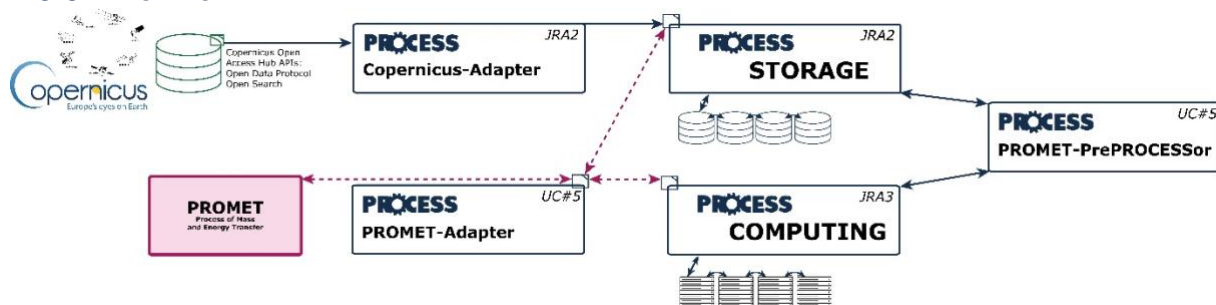 opernicus
Europe's eyes on Earth
Copernicus Open
Access Hub APIs:
Open Data Protocol
Open Search
PROCESS
JRA2
Copernicus-Adapter
PROCESS
JRA2
STORAGE
PROCESS
UC#5
PROMET-PrePROCESSor
PROMET
Process of Mass
and Energy Transfer
PROCESS
UC#5
PROMET-Adapter
PROCESS
JRA3
COMPUTING